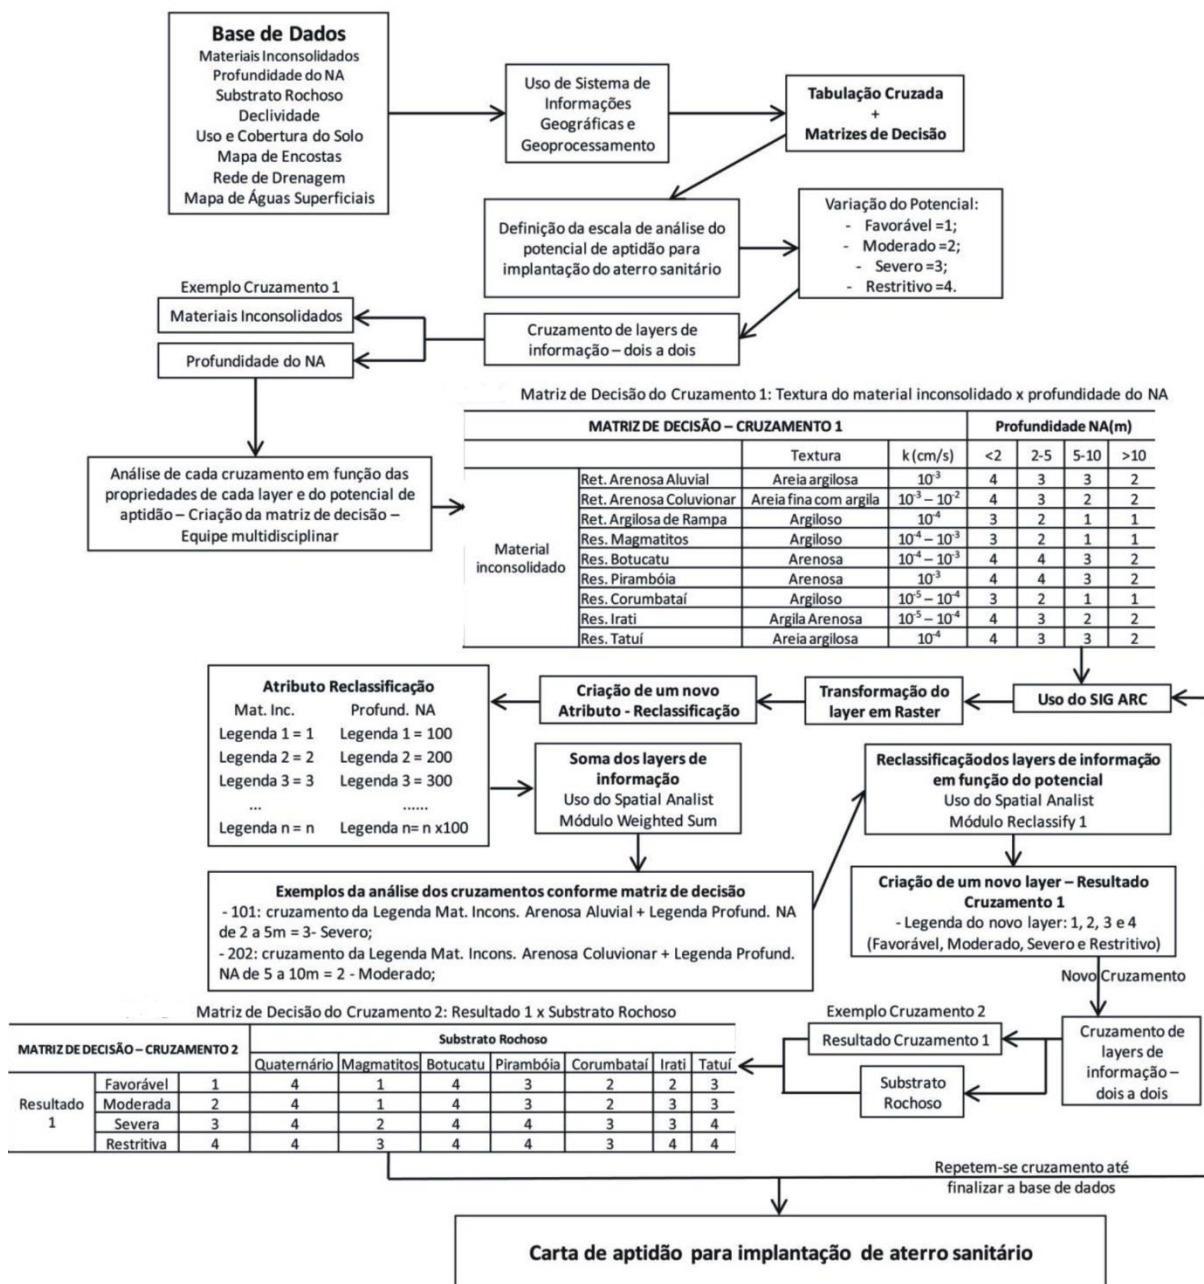 Base de Dados
Materiais Inconsolidados
Profundidade do NA
Substrato Rochoso
Declividade
Uso e Cobertura do Solo
Mapa de Encostas
Rede de Drenagem
Mapa de Águas Superficiais
Uso de Sistema de
Informações
Geográficas e
Geoprocessamento
Tabulação Cruzada
+
Matrizes de Decisão
Definição da escala de análise do
potencial de aptidão para
implantação do aterro sanitário
Variação do Potencial:
- Favorável =1;
- Moderado =2;
- Severo =3;
- Restritivo =4.
Exemplo Cruzamento 1
Materiais Inconsolidados
Profundidade do NA
Cruzamento de layers de
informação – dois a dois
Análise de cada cruzamento em função das
propriedades de cada layer e do potencial de
aptidão – Criação da matriz de decisão –
Equipe multidisciplinar
Matriz de Decisão do Cruzamento 1: Textura do material inconsolidado x profundidade do NA
MATRIZ DE DECISÃO – CRUZAMENTO 1 Profundidade NA(m)
Textura k (cm/s) <2 2-5 5-10 >10
Material
inconsolidado
Ret. Arenosa Aluvial Areia argilosa 10⁻³ 4 3 3 2
Ret. Arenosa Coluvionar Areia fina com argila 10⁻³ – 10⁻² 4 3 2 2
Ret. Argilosa de Rampa Argiloso 10⁻⁴ 3 2 1 1
Res. Magmatitos Argiloso 10⁻⁴ – 10⁻³ 3 2 1 1
Res. Botucatu Arenosa 10⁻⁴ – 10⁻³ 4 4 3 2
Res. Pirambóia Arenosa 10⁻³ 4 4 3 2
Res. Corumbataí Argiloso 10⁻⁵ – 10⁻⁴ 3 2 1 1
Res. Irati Argila Arenosa 10⁻⁵ – 10⁻⁴ 4 3 2 2
Res. Tatuí Areia argilosa 10⁻⁴ 4 3 3 2
Uso do SIG ARC
Transformação do
layer em Raster
Criação de um novo
Atributo - Reclassificação
Atributo Reclassificação
Mat. Inc. Profund. NA
Legenda 1 = 1 Legenda 1 = 100
Legenda 2 = 2 Legenda 2 = 200
Legenda 3 = 3 Legenda 3 = 300
... ......
Legenda n = n Legenda n= n x100
Soma dos layers de
informação
Uso do Spatial Analist
Módulo Weighted Sum
Exemplos da análise dos cruzamentos conforme matriz de decisão
- 101: cruzamento da Legenda Mat. Incons. Arenosa Aluvial + Legenda Profund. NA
de 2 a 5m = 3- Severo;
- 202: cruzamento da Legenda Mat. Incons. Arenosa Coluvionar + Legenda Profund.
NA de 5 a 10m = 2 - Moderado;
Reclassificaçãodos layers de informação
em função do potencial
Uso do Spatial Analist
Módulo Reclassify 1
Criação de um novo layer – Resultado
Cruzamento 1
- Legenda do novo layer: 1, 2, 3 e 4
(Favorável, Moderado, Severo e Restritivo)
Novo Cruzamento
Cruzamento de
layers de
informação –
dois a dois
Exemplo Cruzamento 2
Resultado Cruzamento 1
Substrato
Rochoso
Matriz de Decisão do Cruzamento 2: Resultado 1 x Substrato Rochoso
MATRIZ DE DECISÃO – CRUZAMENTO 2 Substrato Rochoso
Quaternário Magmatitos Botucatu Pirambóia Corumbataí Irati Tatuí
Resultado
1
Favorável 1 4 1 4 3 2 2 3
Moderada 2 4 1 4 3 2 3 3
Severa 3 4 2 4 4 3 3 4
Restritiva 4 4 3 4 4 3 4 4
Repetem-se cruzamento até
finalizar a base de dados
Carta de aptidão para implantação de aterro sanitário